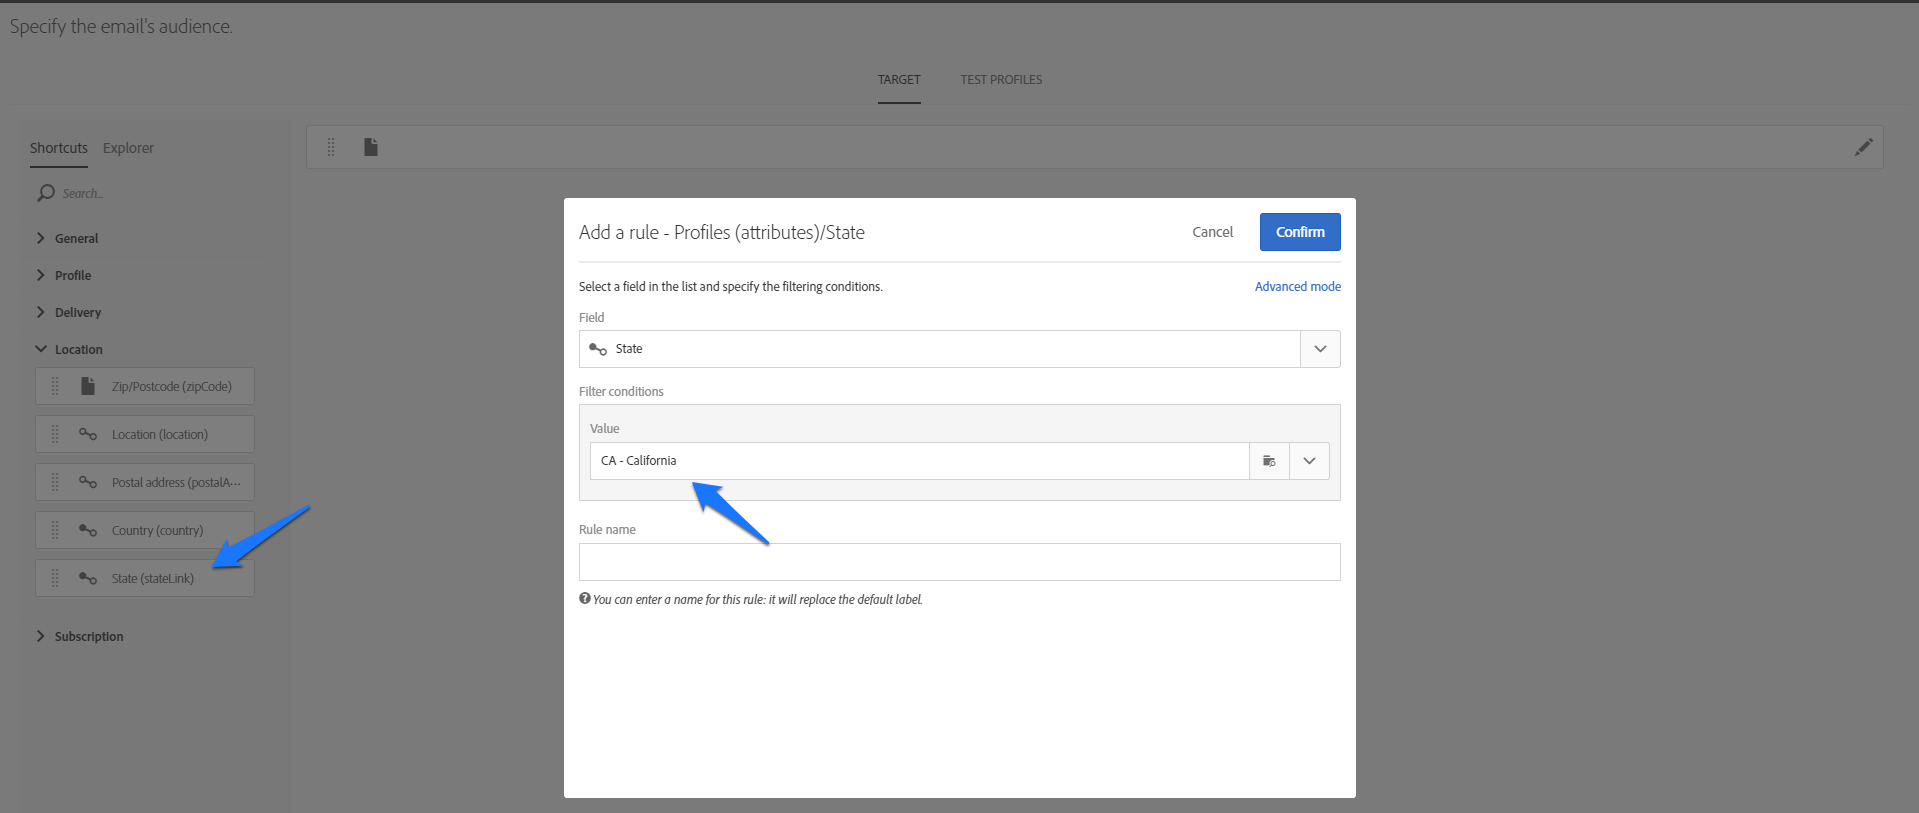 Specify the email's audience.
TARGET
TEST PROFILES
Shortcuts
Explorer
Search...
General
Profile
Delivery
Location
Zip/Postcode (zipCode)
Location (location)
Postal address (postalA···
Country (country)
State (stateLink)
Subscription
Add a rule - Profiles (attributes)/State
Cancel
Confirm
Select a field in the list and specify the filtering conditions.
Advanced mode
Field
State
Filter conditions
Value
CA - California
Rule name
You can enter a name for this rule: it will replace the default label.